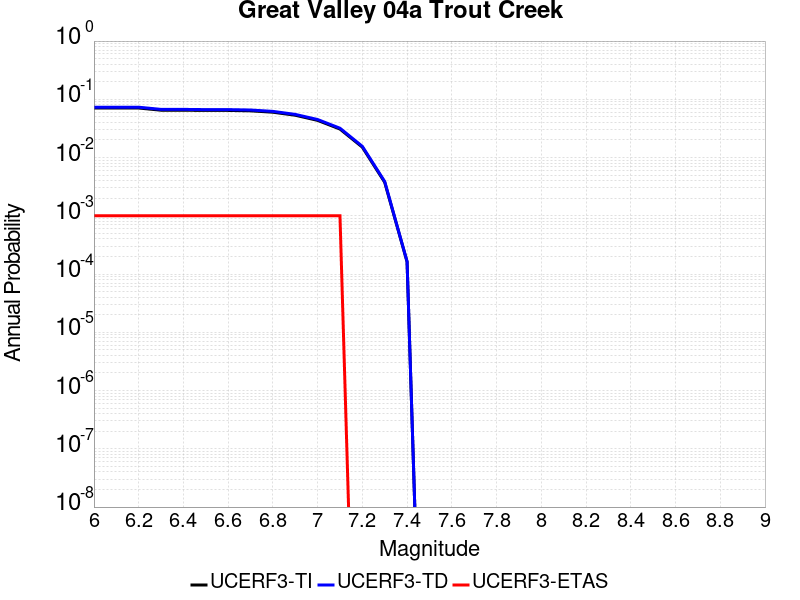 Great Valley 04a Trout Creek
10^0
10^-1
10^-2
10^-3
10^-4
10^-5
10^-6
10^-7
10^-8
Annual Probability
6 6.2 6.4 6.6 6.8 7 7.2 7.4 7.6 7.8 8 8.2 8.4 8.6 8.8 9
Magnitude
UCERF3-TI UCERF3-TD UCERF3-ETAS